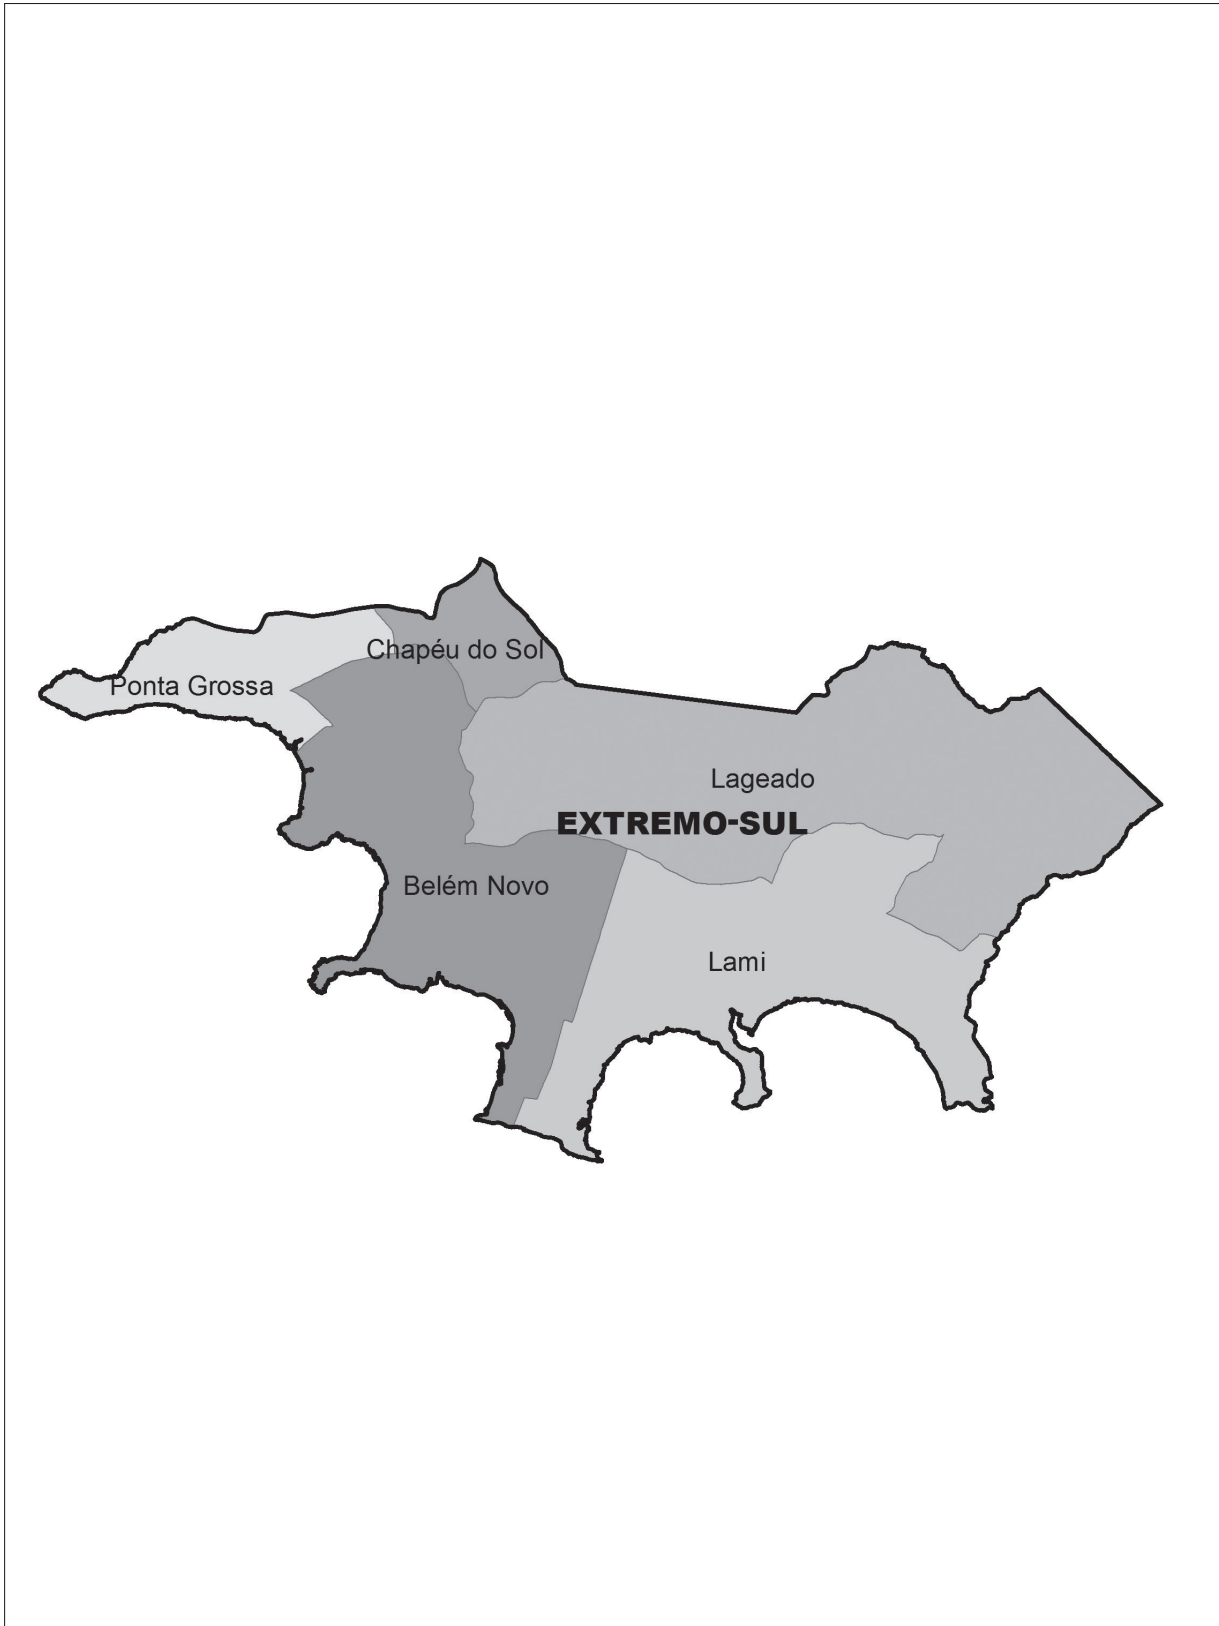 Chapéu do Sol
Ponta Grossa
Lageado
EXTREMO-SUL
Belém Novo
Lami